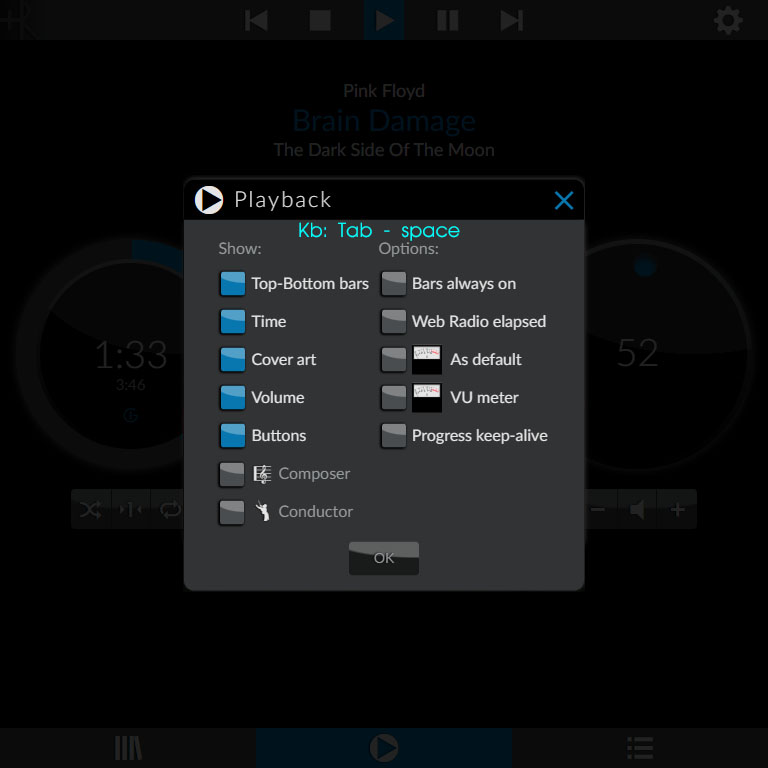 Pink Floyd
Brain Damage
The Dark Side Of The Moon
Playback
Kb: Tab - space
Show: Options:
Top-Bottom bars Bars always on
Time Web Radio elapsed
Cover art As default
Volume VU meter
Buttons Progress keep-alive
Composer
Conductor
OK
1:33
3:46
52